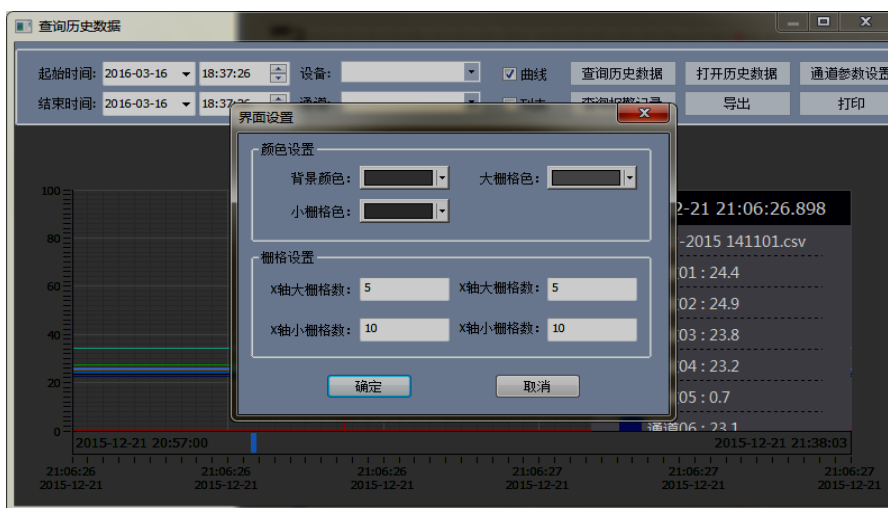 查询历史数据
起始时间: 2016-03-16 18:37:26 设备: 曲线 查询历史数据 打开历史数据 通道参数设置
结束时间: 2016-03-16 导出 打印
界面设置
颜色设置
背景颜色: 大栅格色:
小栅格色:
栅格设置
X轴大栅格数: 5 X轴大栅格数: 5
X轴小栅格数: 10 X轴小栅格数: 10
确定 取消
100
80
60
40
20
0
2-21 21:06:26.898
-2015 141101.csv
01 : 24.4
02 : 24.9
03 : 23.8
04 : 23.2
05 : 0.7
通道06 : 23.1
2015-12-21 20:57:00 2015-12-21 21:38:03
21:06:26 21:06:26 21:06:26 21:06:27 21:06:27 21:06:27
2015-12-21 2015-12-21 2015-12-21 2015-12-21 2015-12-21 2015-12-21